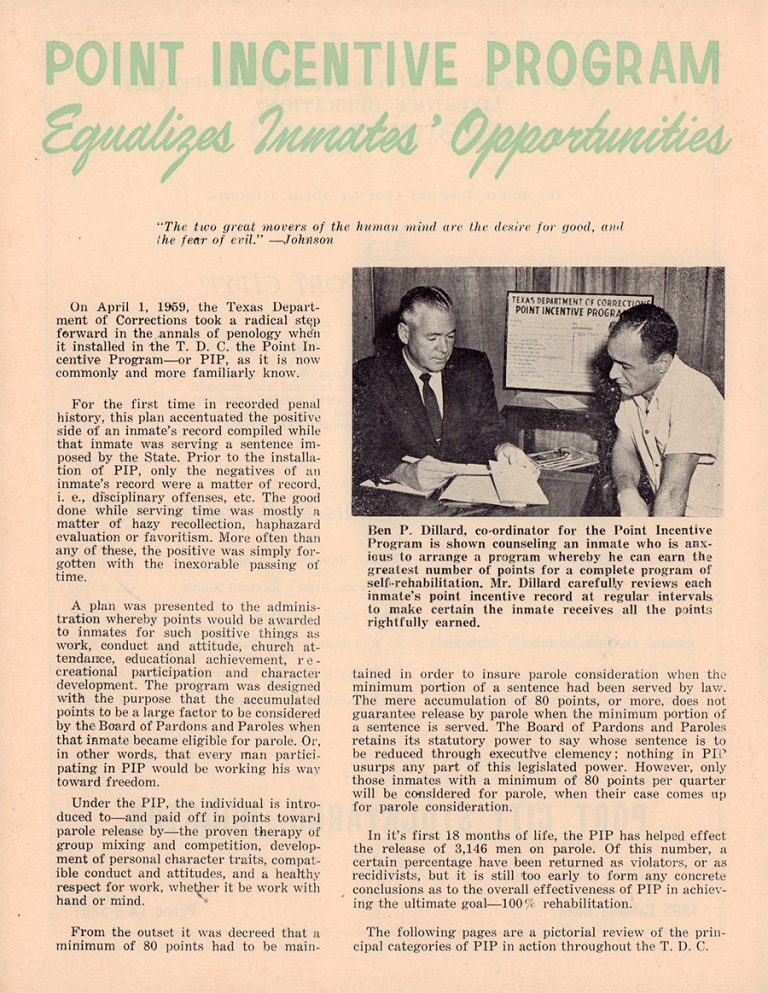 POINT INCENTIVE PROGRAM
Equalizes Inmates' Opportunities
"The two great movers of the human mind are the desire for good, and
the fear of evil." —Johnson
On April 1, 1959, the Texas Depart-
ment of Corrections took a radical step
forward in the annals of penology when
it installed in the T. D. C. the Point In-
centive Program—or PIP, as it is now
commonly and more familiarly know.
For the first time in recorded penal
history, this plan accentuated the positive
side of an inmate's record compiled while
that inmate was serving a sentence im-
posed by the State. Prior to the installa-
tion of PIP, only the negatives of an
inmate's record were a matter of record,
i. e., disciplinary offenses, etc. The good
done while serving time was mostly a
matter of hazy recollection, haphazard
evaluation or favoritism. More often than
any of these, the positive was simply for-
gotten with the inexorable passing of
time.
A plan was presented to the adminis-
tration whereby points would be awarded
to inmates for such positive things as
work, conduct and attitude, church at-
tendance, educational achievement, re-
creational participation and character
development. The program was designed
with the purpose that the accumulated
points to be a large factor to be considered
by the Board of Pardons and Paroles when
that inmate became eligible for parole. Or,
in other words, that every man partici-
pating in PIP would be working his way
toward freedom.
Under the PIP, the individual is intro-
duced to—and paid off in points toward
parole release by—the proven therapy of
group mixing and competition, develop-
ment of personal character traits, compat-
ible conduct and attitudes, and a healthy
respect for work, whether it be work with
hand or mind.
From the outset it was decreed that a
minimum of 80 points had to be main-
TEXAS DEPARTMENT OF CORRECTIONS
POINT INCENTIVE PROGRAM
Ben P. Dillard, co-ordinator for the Point Incentive
Program is shown counseling an inmate who is anx-
ious to arrange a program whereby he can earn the
greatest number of points for a complete program of
self-rehabilitation. Mr. Dillard carefully reviews each
inmate's point incentive record at regular intervals
to make certain the inmate receives all the points
rightfully earned.
tained in order to insure parole consideration when the
minimum portion of a sentence had been served by law.
The mere accumulation of 80 points, or more, does not
guarantee release by parole when the minimum portion of
a sentence is served. The Board of Pardons and Paroles
retains its statutory power to say whose sentence is to
be reduced through executive clemency; nothing in PIP
usurps any part of this legislated power. However, only
those inmates with a minimum of 80 points per quarter
will be considered for parole, when their case comes up
for parole consideration.
In it's first 18 months of life, the PIP has helped effect
the release of 3,146 men on parole. Of this number, a
certain percentage have been returned as violators, or as
recidivists, but it is still too early to form any concrete
conclusions as to the overall effectiveness of PIP in achiev-
ing the ultimate goal—100% rehabilitation.
The following pages are a pictorial review of the prin-
cipal categories of PIP in action throughout the T. D. C.